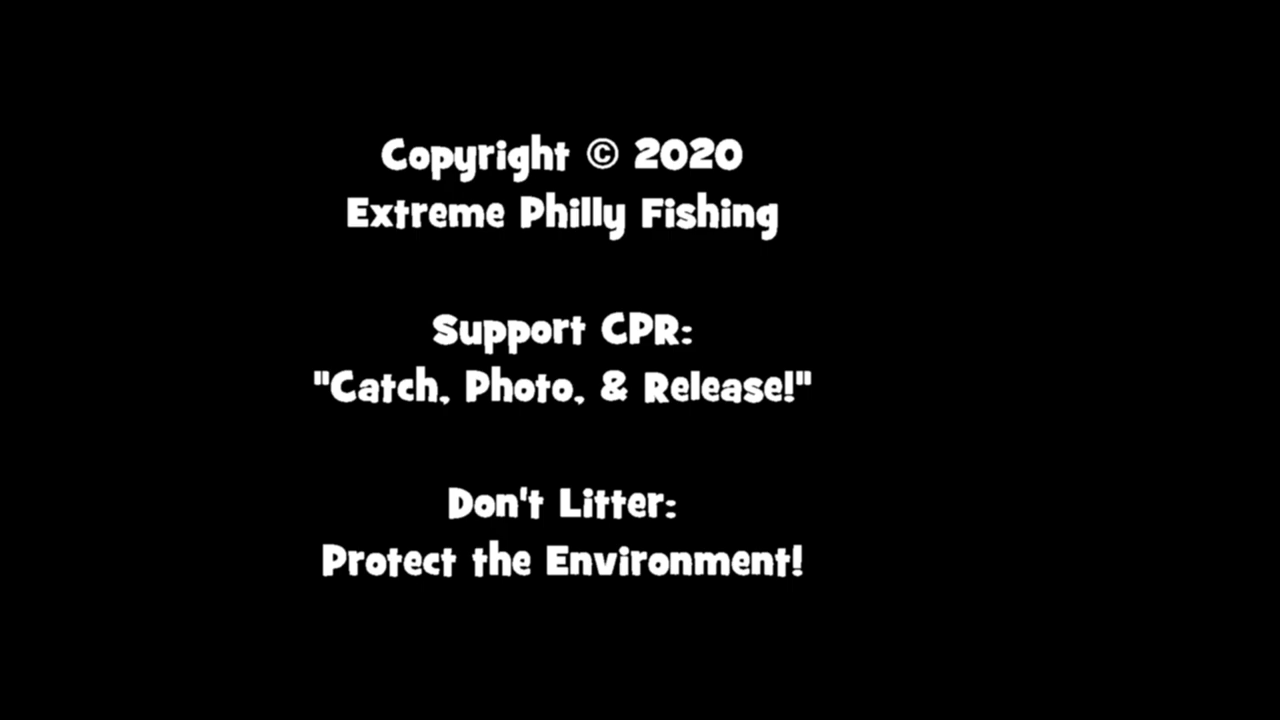 Copyright © 2020
Extreme Philly Fishing
Support CPR:
"Catch, Photo, & Release!"
Don't Litter:
Protect the Environment!